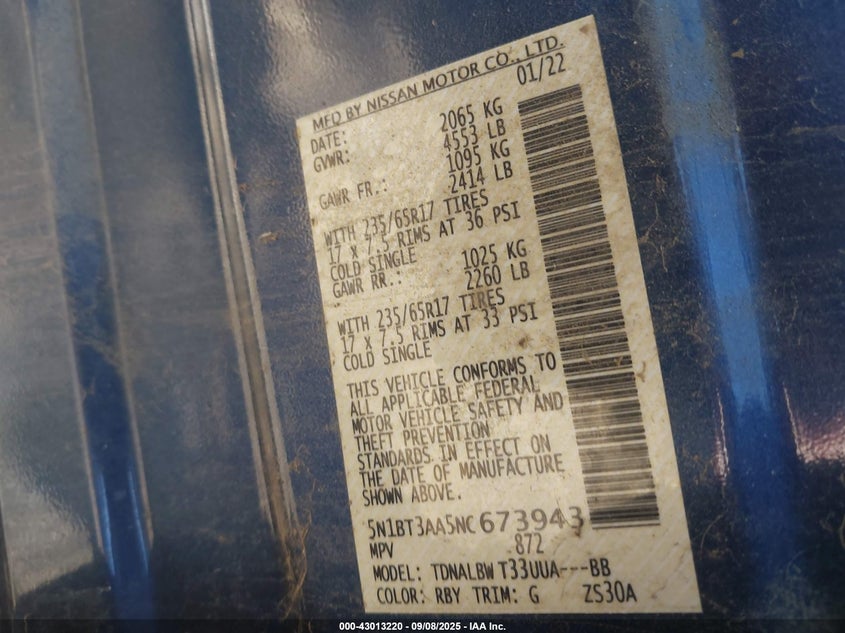 MFD BY NISSAN MOTOR CO., LTD.
DATE: 01/22
GVWR: 2065 KG
4553 LB
GAWR FR.: 1095 KG
2414 LB
WITH 235/65R17 TIRES
17 X 7.5 RIMS AT 36 PSI
COLD SINGLE
GAWR RR.: 1025 KG
2260 LB
WITH 235/65R17 TIRES
17 X 7.5 RIMS AT 33 PSI
COLD SINGLE
THIS VEHICLE CONFORMS TO
ALL APPLICABLE FEDERAL
MOTOR VEHICLE SAFETY AND
THEFT PREVENTION
STANDARDS IN EFFECT ON
THE DATE OF MANUFACTURE
SHOWN ABOVE.
5N1BT3AA5NC673943
MPV 872
MODEL: TDNALBW T33UUA---BB
COLOR: RBY TRIM: G ZS30A
000-43013220 - 09/08/2025 - IAA Inc.